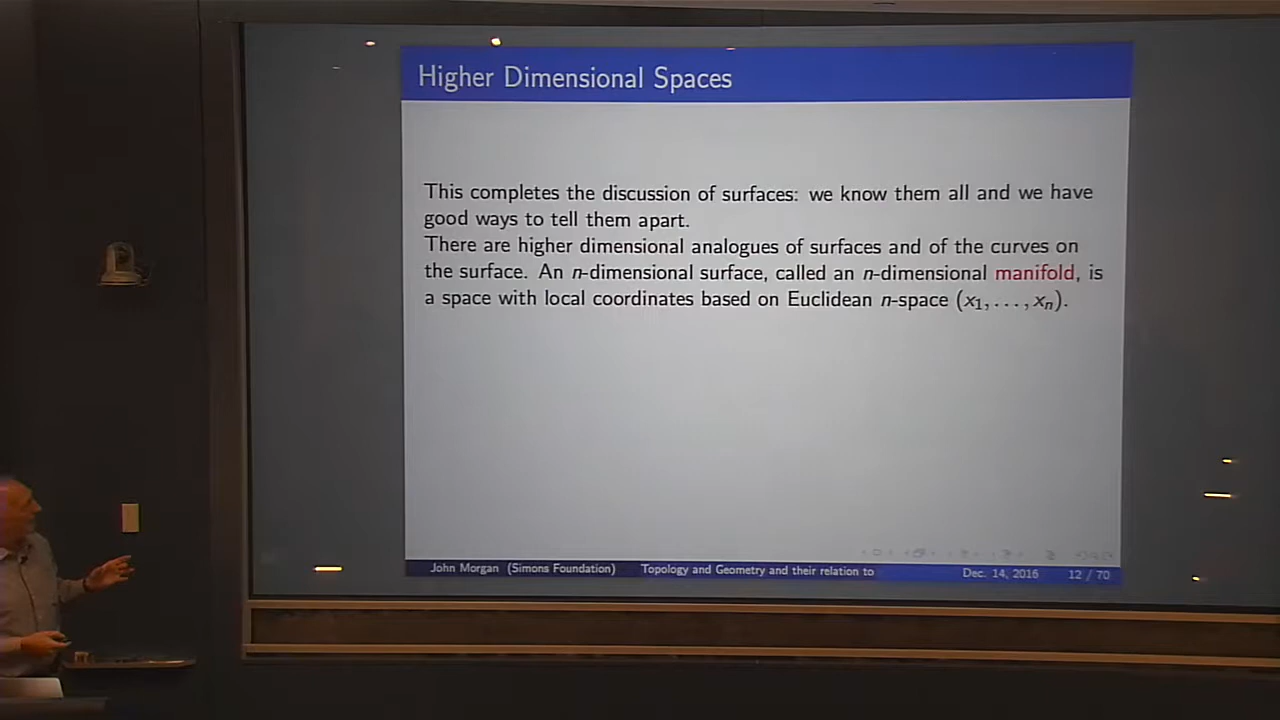 Higher Dimensional Spaces
This completes the discussion of surfaces: we know them all and we have
good ways to tell them apart.
There are higher dimensional analogues of surfaces and of the curves on
the surface. An n-dimensional surface, called an n-dimensional manifold, is
a space with local coordinates based on Euclidean n-space (x₁, . . . , xₙ).
John Morgan (Simons Foundation) Topology and Geometry and their relation to Dec. 14, 2016 12 / 70